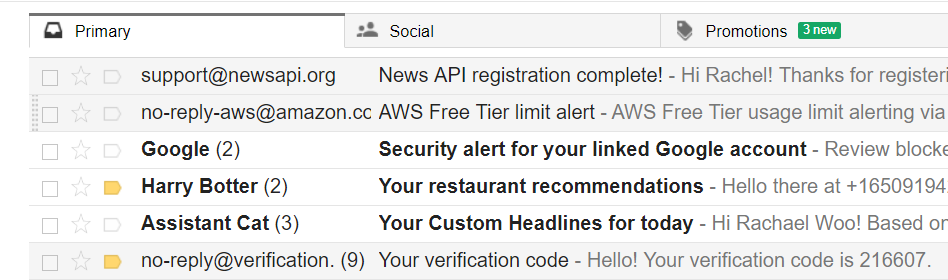 Primary Social Promotions 3 new
support@newsapi.org News API registration complete! - Hi Rachel! Thanks for registeri
no-reply-aws@amazon.co AWS Free Tier limit alert - AWS Free Tier usage limit alerting via
Google (2) Security alert for your linked Google account - Review blocke
Harry Botter (2) Your restaurant recommendations - Hello there at +16509194
Assistant Cat (3) Your Custom Headlines for today - Hi Rachael Woo! Based on
no-reply@verification. (9) Your verification code - Hello! Your verification code is 216607.